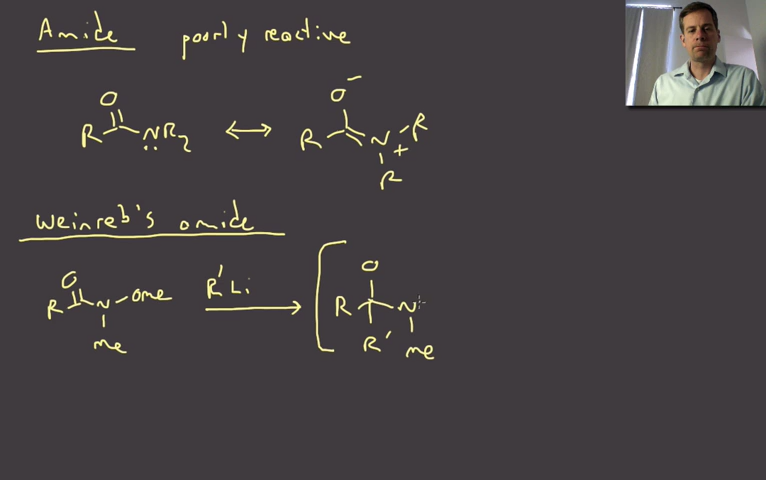 Amide poorly reactive
O O⁻
R NR₂ ↔ R N⁺ R
R
Weinreb's amide
O R'Li O
R N OMe → [ R N
Me R' Me